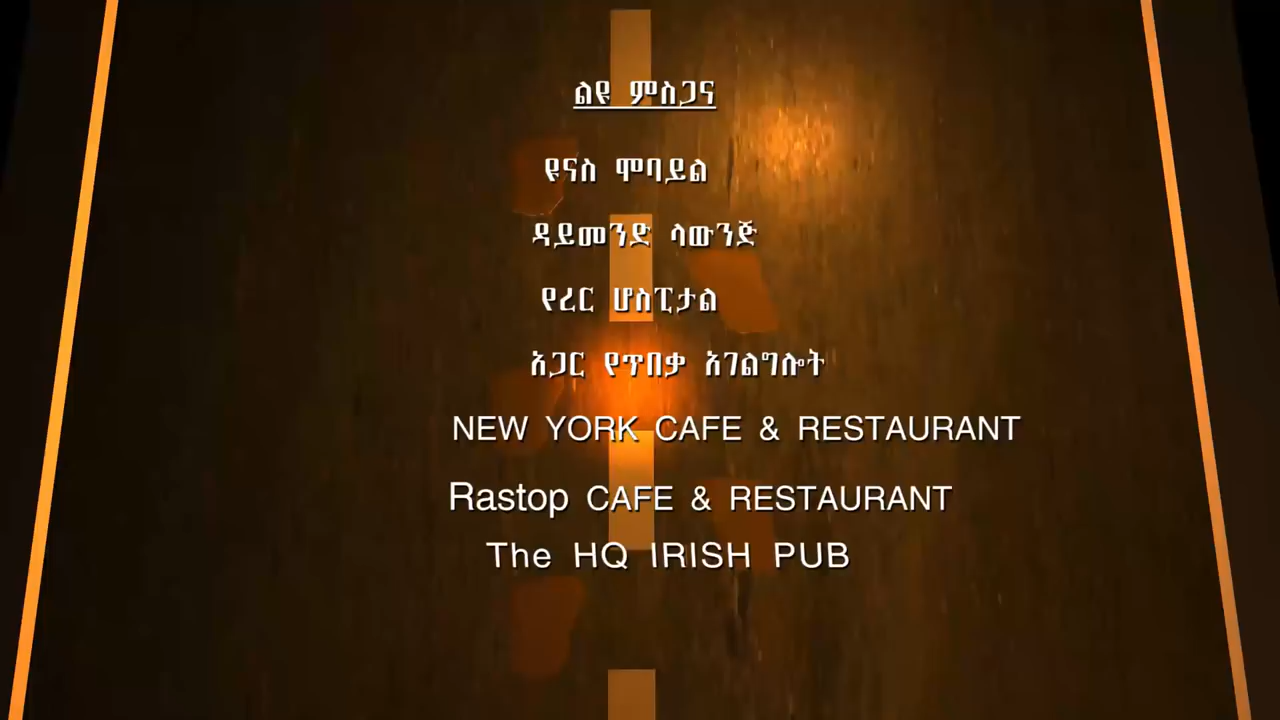 ልዩ ምስጋና
ዩናስ ሞባይል
ዳይመንድ ላውንጅ
የረር ሆስፒታል
አጋር የጥበቃ አገልግሎት
NEW YORK CAFE & RESTAURANT
Rastop CAFE & RESTAURANT
The HQ IRISH PUB